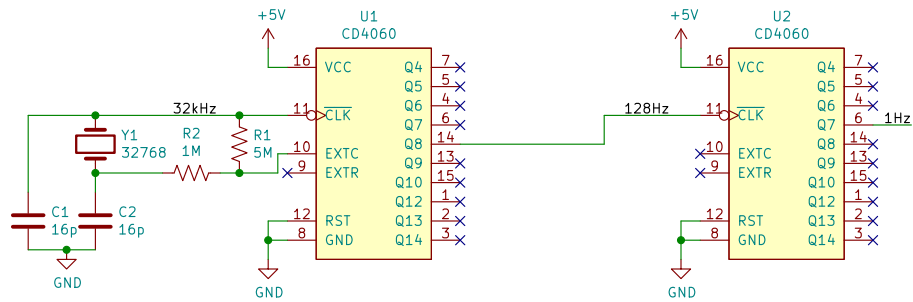 +5V
U1
CD4060
+5V
U2
CD4060
16 VCC Q4 7
Q5 5
32kHz 11 CLK Q6 4
Q7 6
Y1
32768
R2
1M
R1
5M
Q8 14
10 EXTC Q9 13
9 EXTR Q10 15
Q12 1
C1
16p
C2
16p
12 RST Q13 2
8 GND Q14 3
GND
GND
16 VCC Q4 7
Q5 5
128Hz 11 CLK Q6 4
Q7 6 1Hz
Q8 14
10 EXTC Q9 13
9 EXTR Q10 15
Q12 1
12 RST Q13 2
8 GND Q14 3
GND